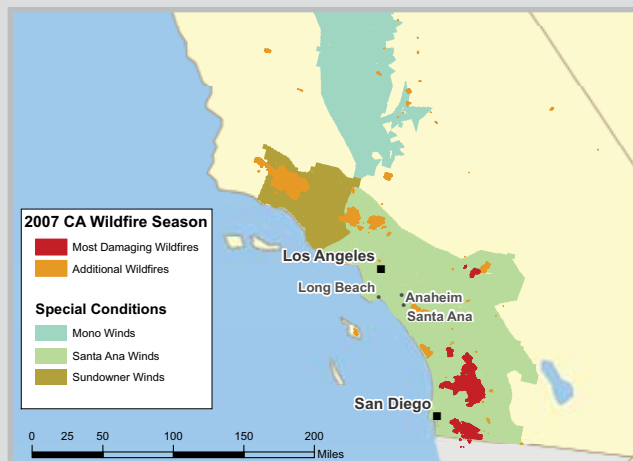 Los Angeles
Long Beach
Anaheim
Santa Ana
San Diego
2007 CA Wildfire Season
Most Damaging Wildfires
Additional Wildfires
Special Conditions
Mono Winds
Santa Ana Winds
Sundowner Winds
0 25 50 100 150 200
Miles